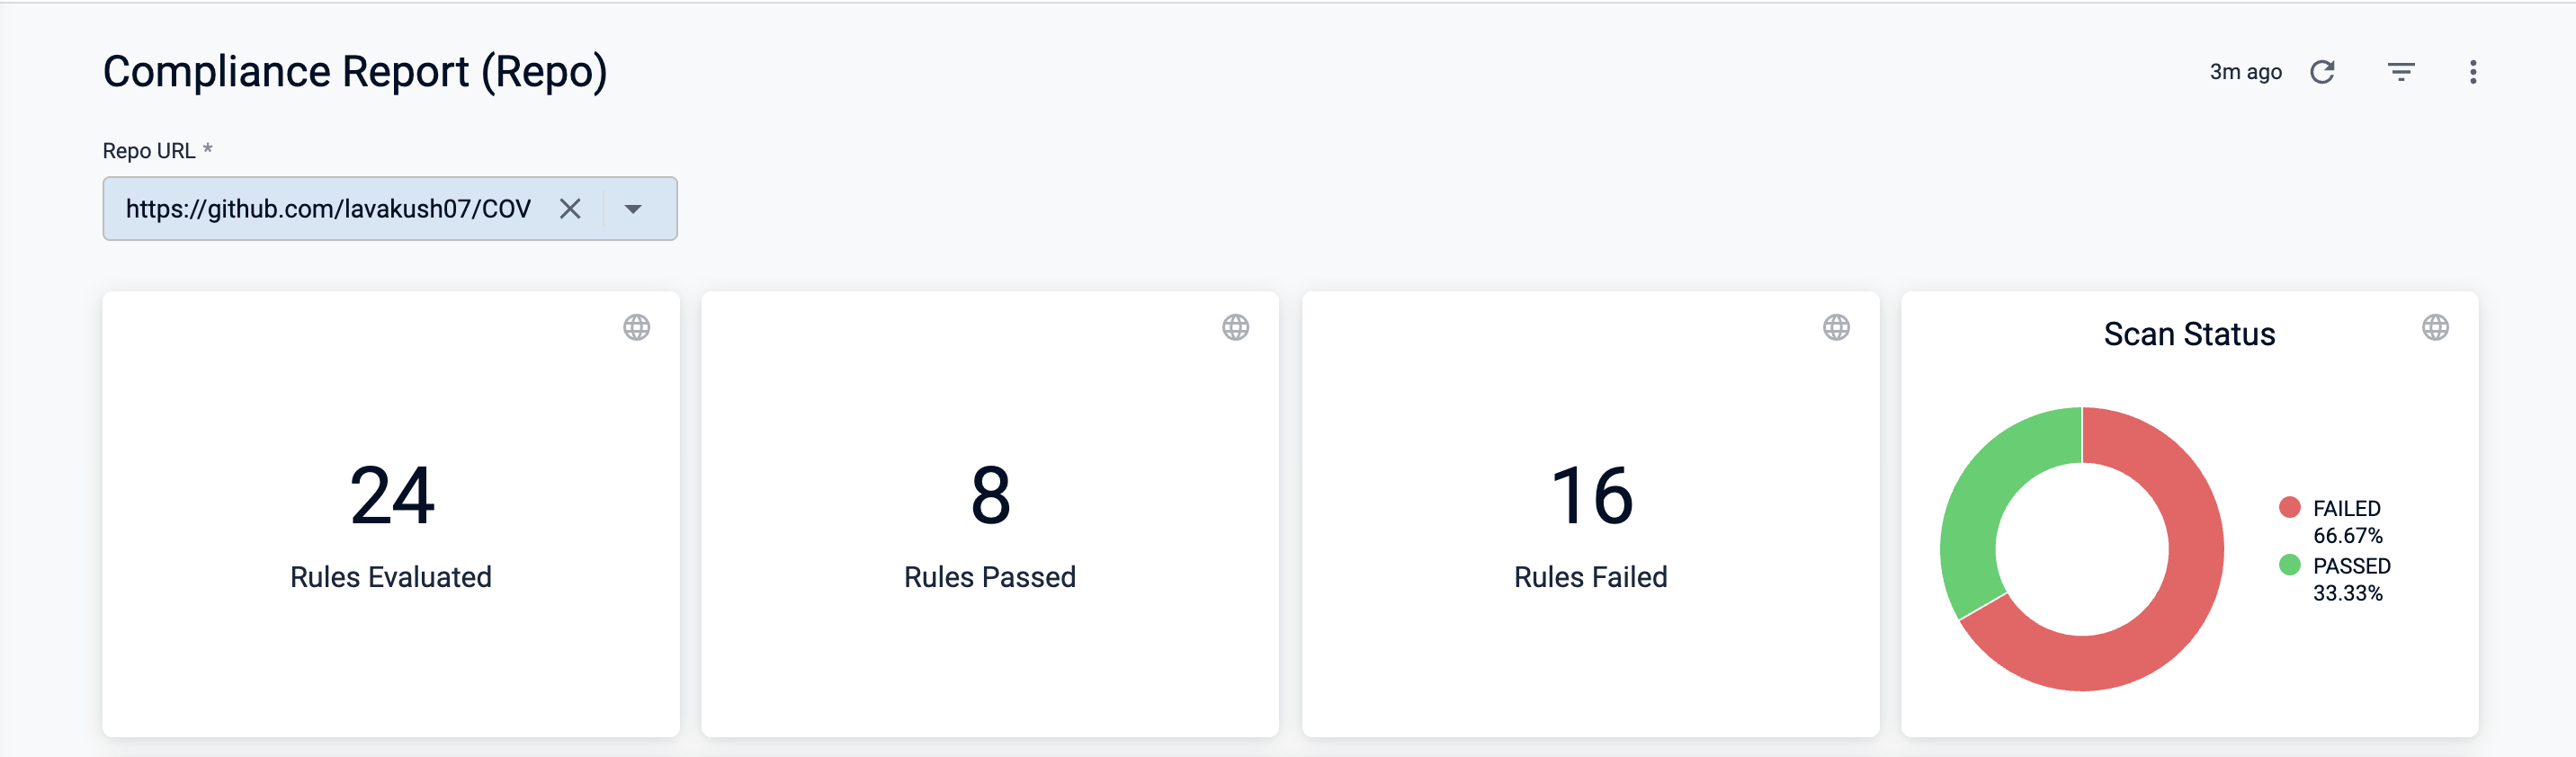 Compliance Report (Repo)
3m ago
Repo URL *
https://github.com/lavakush07/COV
24
Rules Evaluated
8
Rules Passed
16
Rules Failed
Scan Status
FAILED
66.67%
PASSED
33.33%